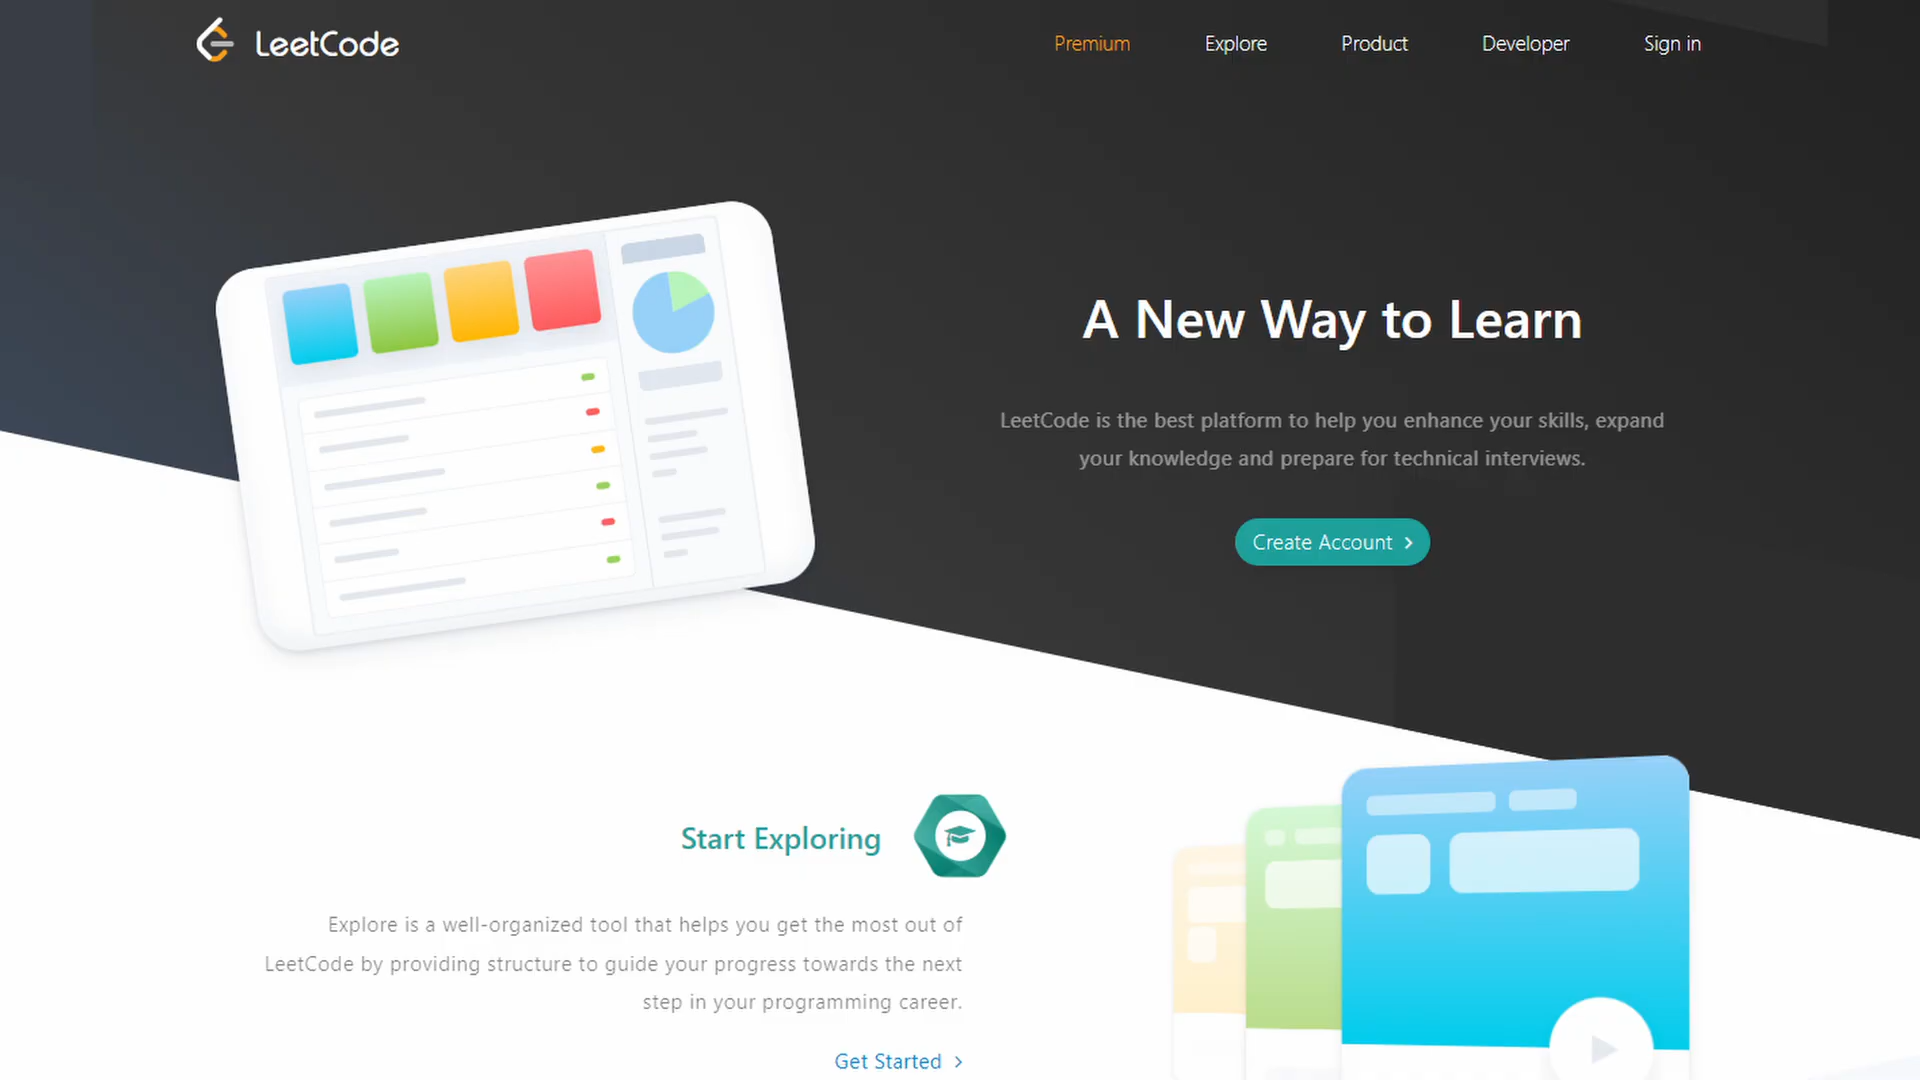 LeetCode
Premium
Explore
Product
Developer
Sign in
A New Way to Learn
LeetCode is the best platform to help you enhance your skills, expand
your knowledge and prepare for technical interviews.
Create Account
Start Exploring
Explore is a well-organized tool that helps you get the most out of
LeetCode by providing structure to guide your progress towards the next
step in your programming career.
Get Started